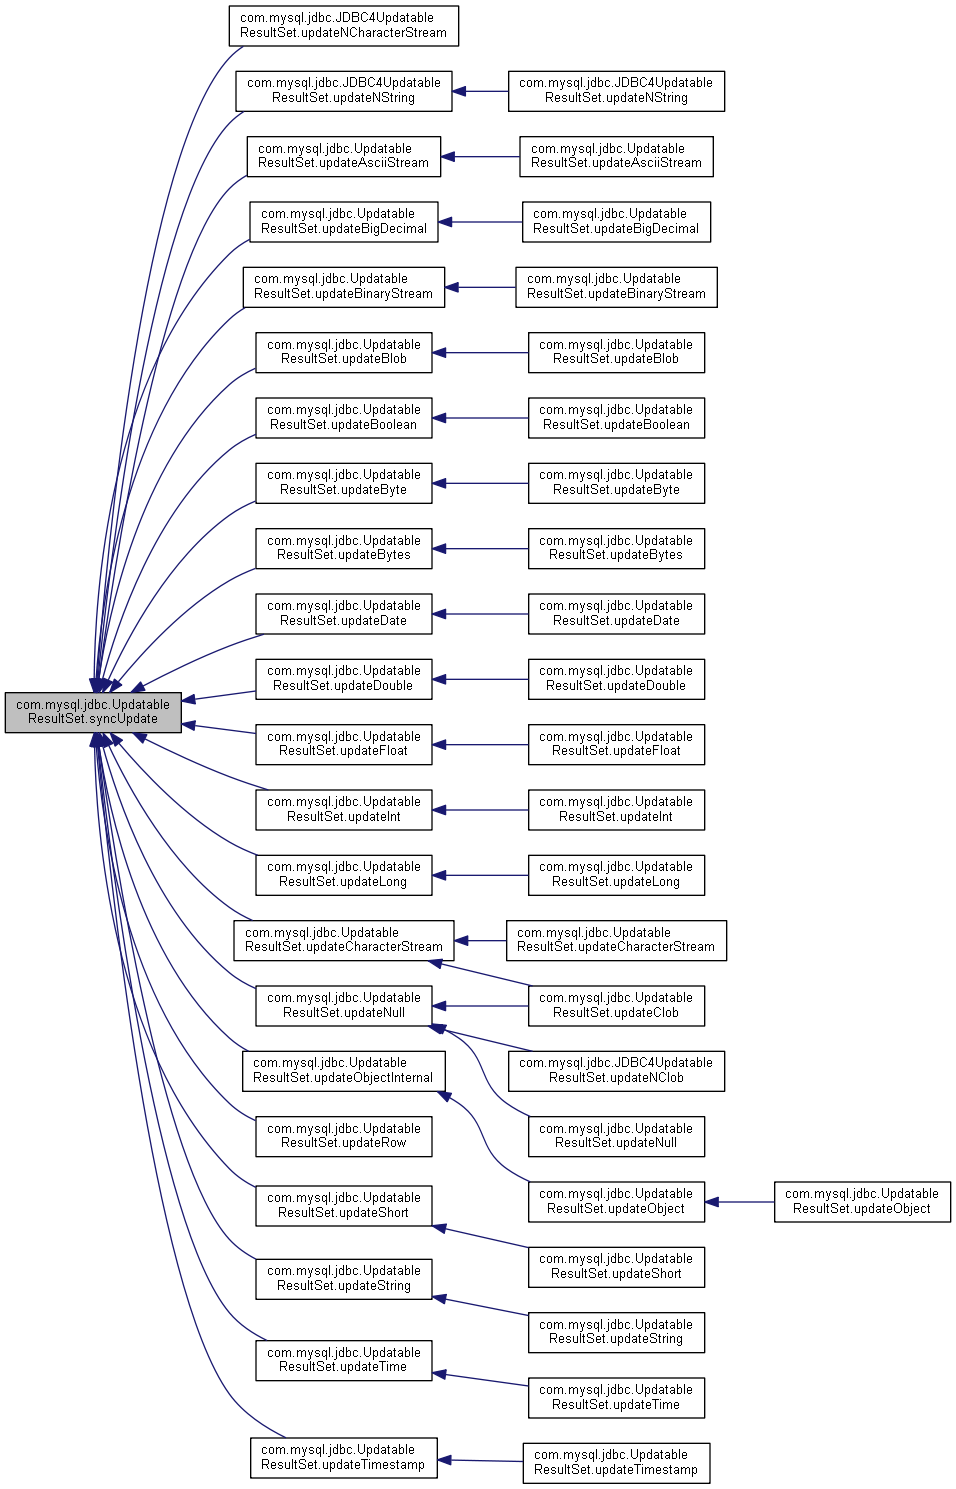 com.mysql.jdbc.JDBC4Updatable
ResultSet.updateNCharacterStream
com.mysql.jdbc.JDBC4Updatable
ResultSet.updateNString
com.mysql.jdbc.JDBC4Updatable
ResultSet.updateNString
com.mysql.jdbc.Updatable
ResultSet.updateAsciiStream
com.mysql.jdbc.Updatable
ResultSet.updateAsciiStream
com.mysql.jdbc.Updatable
ResultSet.updateBigDecimal
com.mysql.jdbc.Updatable
ResultSet.updateBigDecimal
com.mysql.jdbc.Updatable
ResultSet.updateBinaryStream
com.mysql.jdbc.Updatable
ResultSet.updateBinaryStream
com.mysql.jdbc.Updatable
ResultSet.updateBlob
com.mysql.jdbc.Updatable
ResultSet.updateBlob
com.mysql.jdbc.Updatable
ResultSet.updateBoolean
com.mysql.jdbc.Updatable
ResultSet.updateBoolean
com.mysql.jdbc.Updatable
ResultSet.updateByte
com.mysql.jdbc.Updatable
ResultSet.updateByte
com.mysql.jdbc.Updatable
ResultSet.updateBytes
com.mysql.jdbc.Updatable
ResultSet.updateBytes
com.mysql.jdbc.Updatable
ResultSet.updateDate
com.mysql.jdbc.Updatable
ResultSet.updateDate
com.mysql.jdbc.Updatable
ResultSet.updateDouble
com.mysql.jdbc.Updatable
ResultSet.updateDouble
com.mysql.jdbc.Updatable
ResultSet.syncUpdate
com.mysql.jdbc.Updatable
ResultSet.updateFloat
com.mysql.jdbc.Updatable
ResultSet.updateFloat
com.mysql.jdbc.Updatable
ResultSet.updateInt
com.mysql.jdbc.Updatable
ResultSet.updateInt
com.mysql.jdbc.Updatable
ResultSet.updateLong
com.mysql.jdbc.Updatable
ResultSet.updateLong
com.mysql.jdbc.Updatable
ResultSet.updateCharacterStream
com.mysql.jdbc.Updatable
ResultSet.updateCharacterStream
com.mysql.jdbc.Updatable
ResultSet.updateNull
com.mysql.jdbc.Updatable
ResultSet.updateClob
com.mysql.jdbc.Updatable
ResultSet.updateObjectInternal
com.mysql.jdbc.JDBC4Updatable
ResultSet.updateNClob
com.mysql.jdbc.Updatable
ResultSet.updateRow
com.mysql.jdbc.Updatable
ResultSet.updateNull
com.mysql.jdbc.Updatable
ResultSet.updateShort
com.mysql.jdbc.Updatable
ResultSet.updateObject
com.mysql.jdbc.Updatable
ResultSet.updateObject
com.mysql.jdbc.Updatable
ResultSet.updateShort
com.mysql.jdbc.Updatable
ResultSet.updateString
com.mysql.jdbc.Updatable
ResultSet.updateString
com.mysql.jdbc.Updatable
ResultSet.updateTime
com.mysql.jdbc.Updatable
ResultSet.updateTime
com.mysql.jdbc.Updatable
ResultSet.updateTimestamp
com.mysql.jdbc.Updatable
ResultSet.updateTimestamp